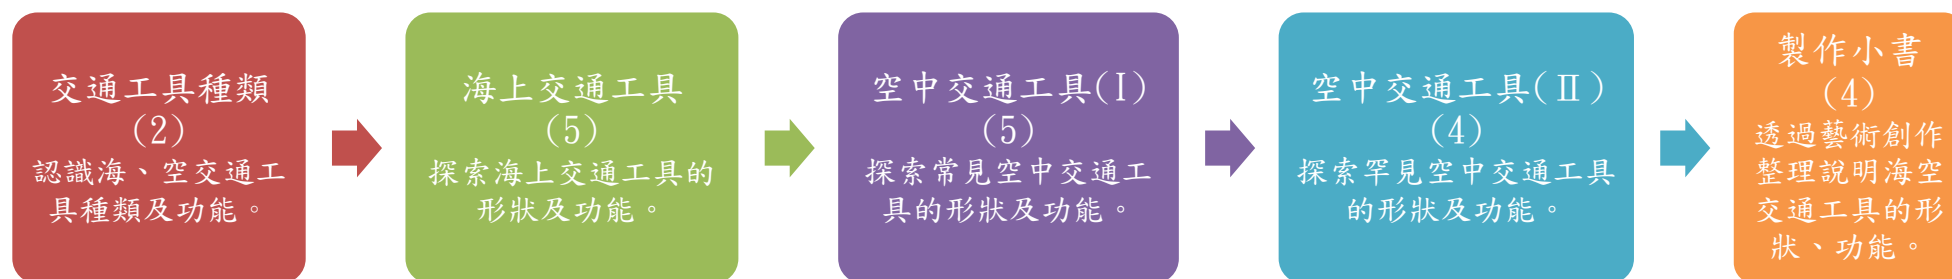 交通工具種類
(2)
認識海、空交通工
具種類及功能。
海上交通工具
(5)
探索海上交通工具的
形狀及功能。
空中交通工具(I)
(5)
探索常見空中交通工
具的形狀及功能。
空中交通工具(Ⅱ)
(4)
探索罕見空中交通工具
的形狀及功能。
製作小書
(4)
透過藝術創作
整理說明海空
交通工具的形
狀、功能。